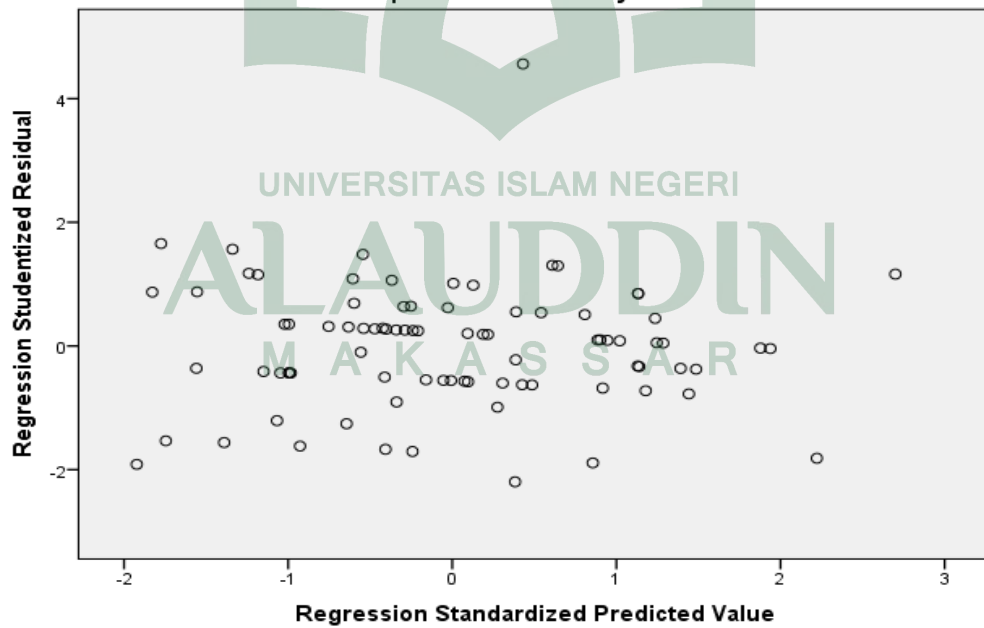 4
UNIVERSITAS ISLAM NEGERI
2
ALAUDDIN
0
MAKASSAR
-2
Regression Studentized Residual
-2 -1 0 1 2 3
Regression Standardized Predicted Value